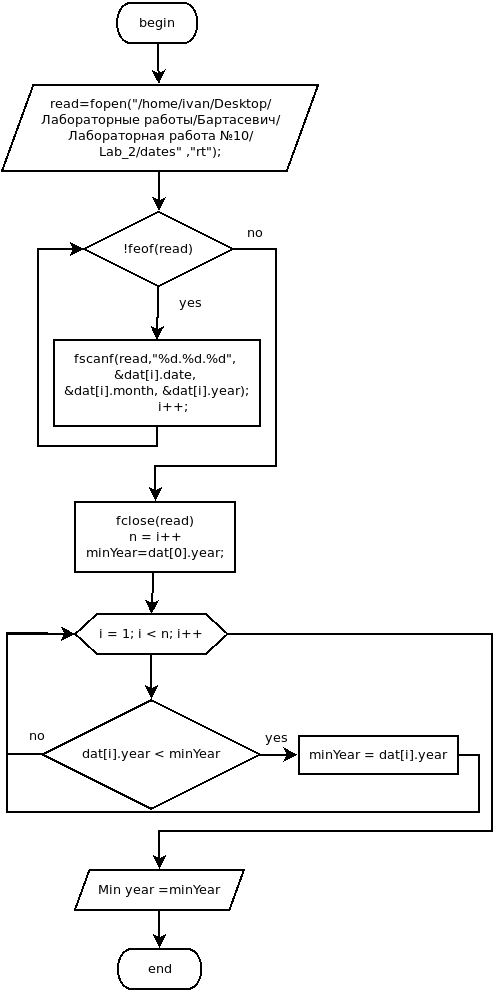 begin
read=fopen("/home/ivan/Desktop/
Лабораторные работы/Бартасевич/
Лабораторная работа №10/
Lab_2/dates" ,"rt");
!feof(read)
no
yes
fscanf(read,"%d.%d.%d",
&dat[i].date,
&dat[i].month, &dat[i].year);
i++;
fclose(read)
n = i++
minYear=dat[0].year;
i = 1; i < n; i++
no
dat[i].year < minYear
yes
minYear = dat[i].year
Min year =minYear
end